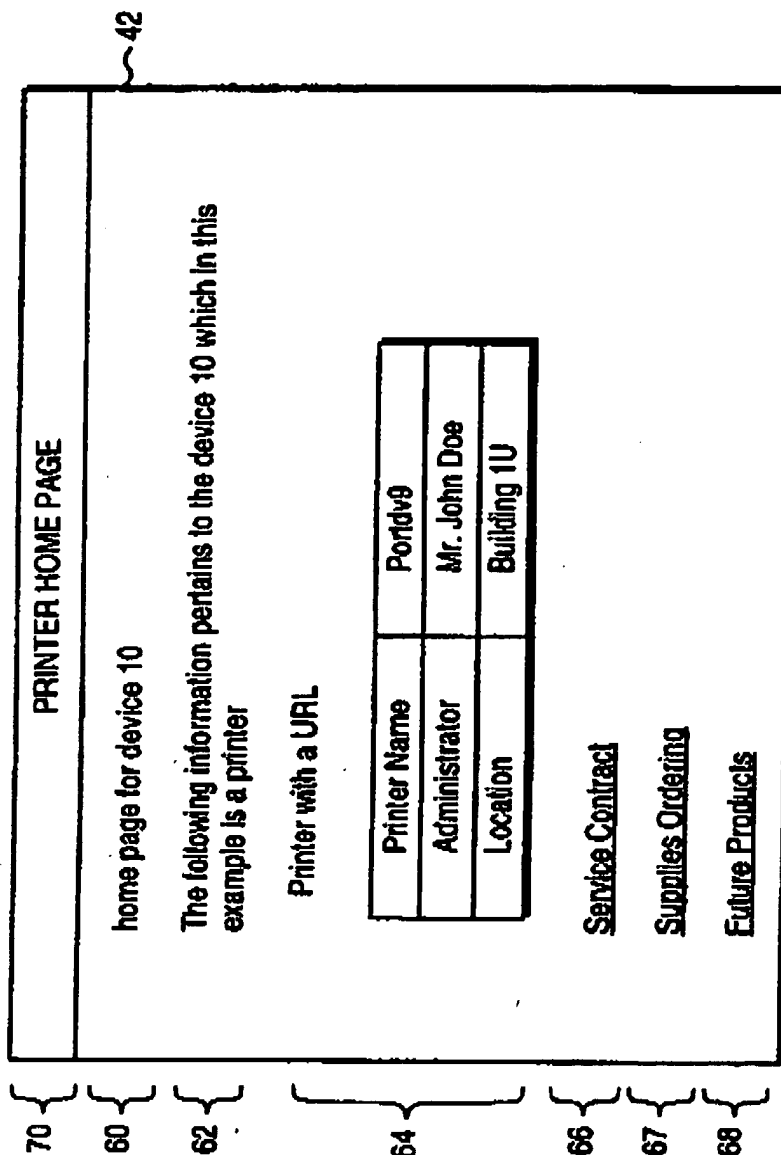 42
70 PRINTER HOME PAGE
60 home page for device 10
62 The following information pertains to the device 10 which in this
example is a printer
64 Printer with a URL
Printer Name Portdv9
Administrator Mr. John Doe
Location Building 1U
66 Service Contract
67 Supplies Ordering
68 Future Products